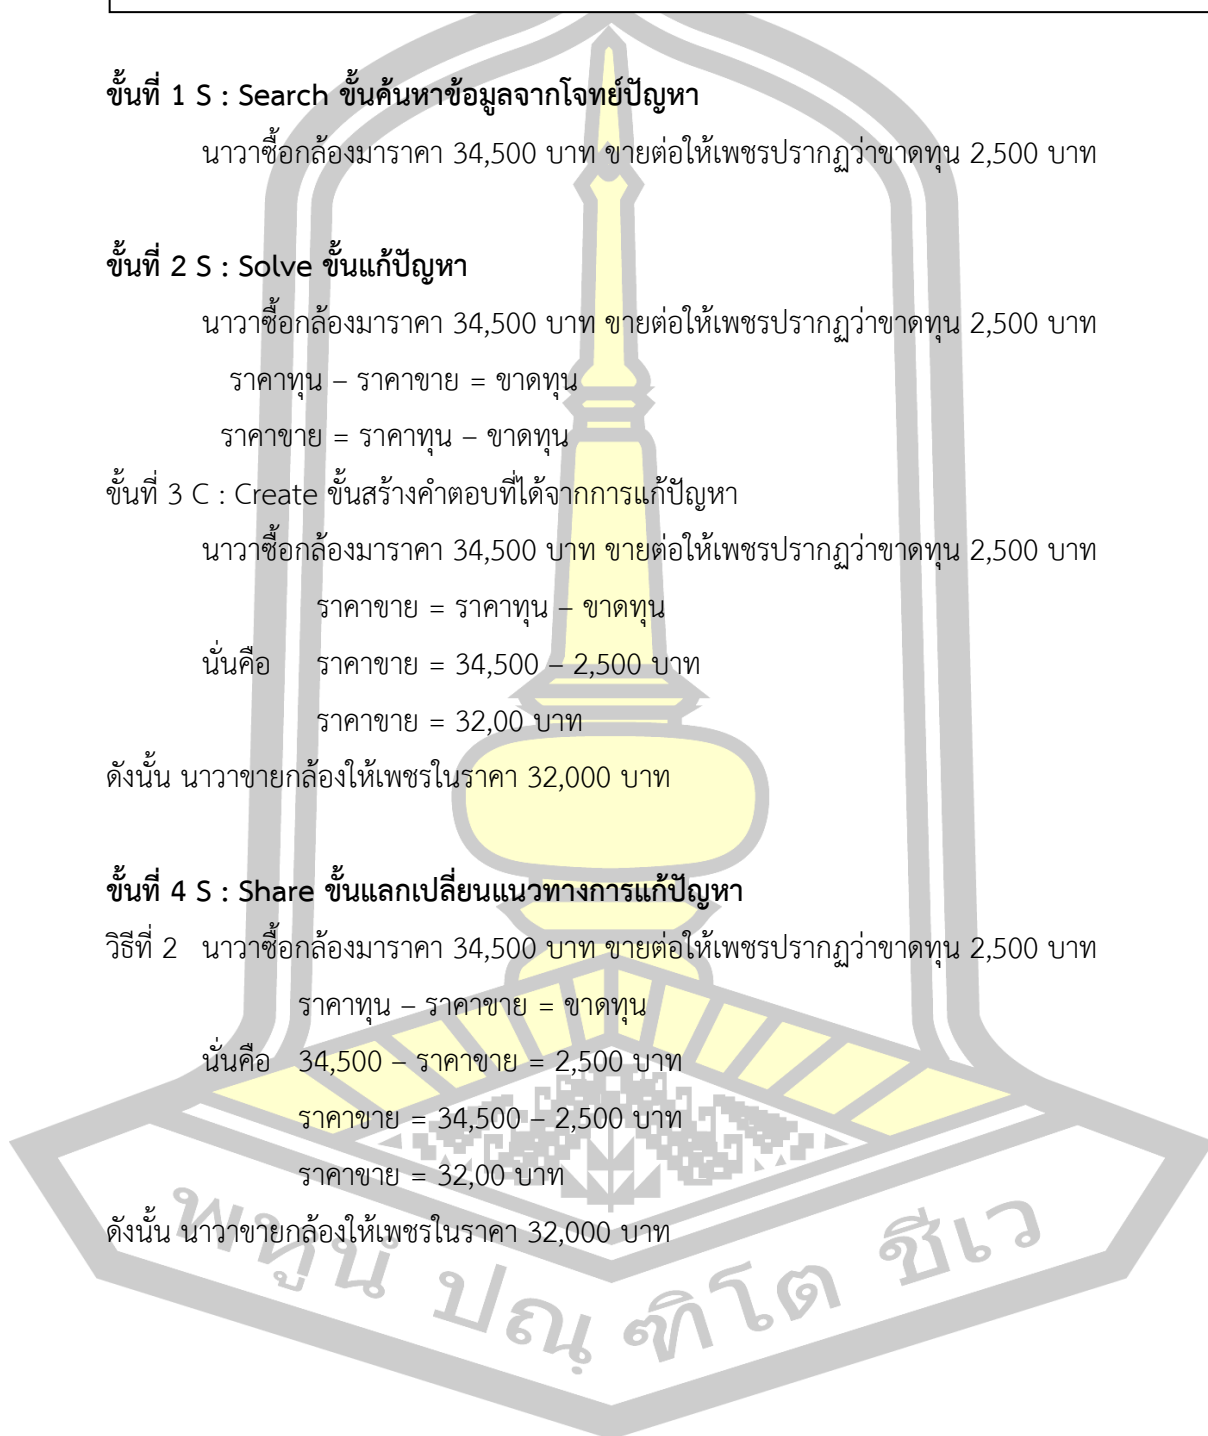 ขั้นที่ 1 S : Search ขั้นค้นหาข้อมูลจากโจทย์ปัญหา
นาวาซื้อกล้องมาราคา 34,500 บาท ขายต่อให้เพชรปรากฏว่าขาดทุน 2,500 บาท
ขั้นที่ 2 S : Solve ขั้นแก้ปัญหา
นาวาซื้อกล้องมาราคา 34,500 บาท ขายต่อให้เพชรปรากฏว่าขาดทุน 2,500 บาท
ราคาทุน – ราคาขาย = ขาดทุน
ราคาขาย = ราคาทุน – ขาดทุน
ขั้นที่ 3 C : Create ขั้นสร้างคำตอบที่ได้จากการแก้ปัญหา
นาวาซื้อกล้องมาราคา 34,500 บาท ขายต่อให้เพชรปรากฏว่าขาดทุน 2,500 บาท
ราคาขาย = ราคาทุน – ขาดทุน
นั่นคือ ราคาขาย = 34,500 – 2,500 บาท
ราคาขาย = 32,00 บาท
ดังนั้น นาวาขายกล้องให้เพชรในราคา 32,000 บาท
ขั้นที่ 4 S : Share ขั้นแลกเปลี่ยนแนวทางการแก้ปัญหา
วิธีที่ 2 นาวาซื้อกล้องมาราคา 34,500 บาท ขายต่อให้เพชรปรากฏว่าขาดทุน 2,500 บาท
ราคาทุน – ราคาขาย = ขาดทุน
นั่นคือ 34,500 – ราคาขาย = 2,500 บาท
ราคาขาย = 34,500 – 2,500 บาท
ราคาขาย = 32,00 บาท
ดังนั้น นาวาขายกล้องให้เพชรในราคา 32,000 บาท
พหูนํ ปณฺฑิโต ชีเว